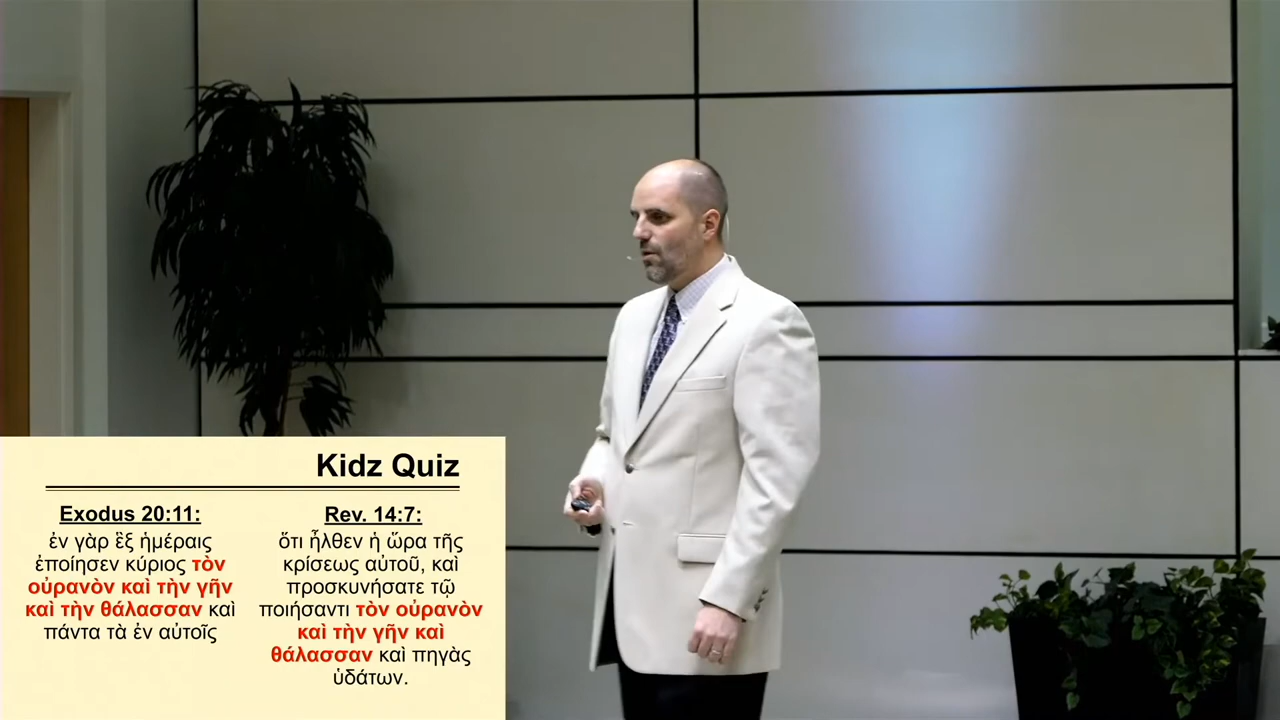 Kidz Quiz
Exodus 20:11:
ἐν γὰρ ἓξ ἡμέραις
ἐποίησεν κύριος τὸν
οὐρανὸν καὶ τὴν γῆν
καὶ τὴν θάλασσαν καὶ
πάντα τὰ ἐν αὐτοῖς
Rev. 14:7:
ὅτι ἦλθεν ἡ ὥρα τῆς
κρίσεως αὐτοῦ, καὶ
προσκυνήσατε τῷ
ποιήσαντι τὸν οὐρανὸν
καὶ τὴν γῆν καὶ
θάλασσαν καὶ πηγὰς
ὑδάτων.